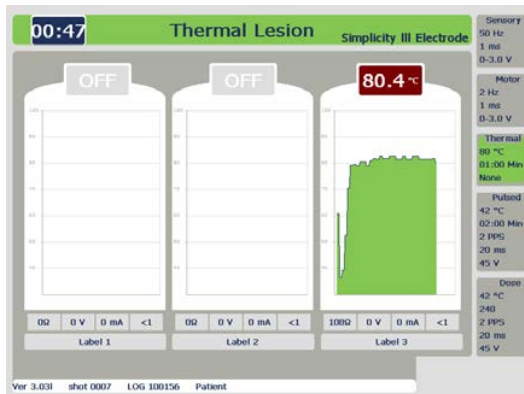 00:47
Thermal Lesion
Simplicity III Electrode
OFF
OFF
80.4 °C
0Ω 0 V 0 mA <1
Label 1
0Ω 0 V 0 mA <1
Label 2
108Ω 0 V 0 mA <1
Label 3
Sensory
50 Hz
1 ms
0-3.0 V
Motor
2 Hz
1 ms
0-3.0 V
Thermal
80 °C
01:00 Min
None
Pulsed
42 °C
02:00 Min
2 PPS
20 ms
45 V
Dose
42 °C
240
2 PPS
20 ms
45 V
Ver 3.03l shot 0007 LOG 100156 Patient